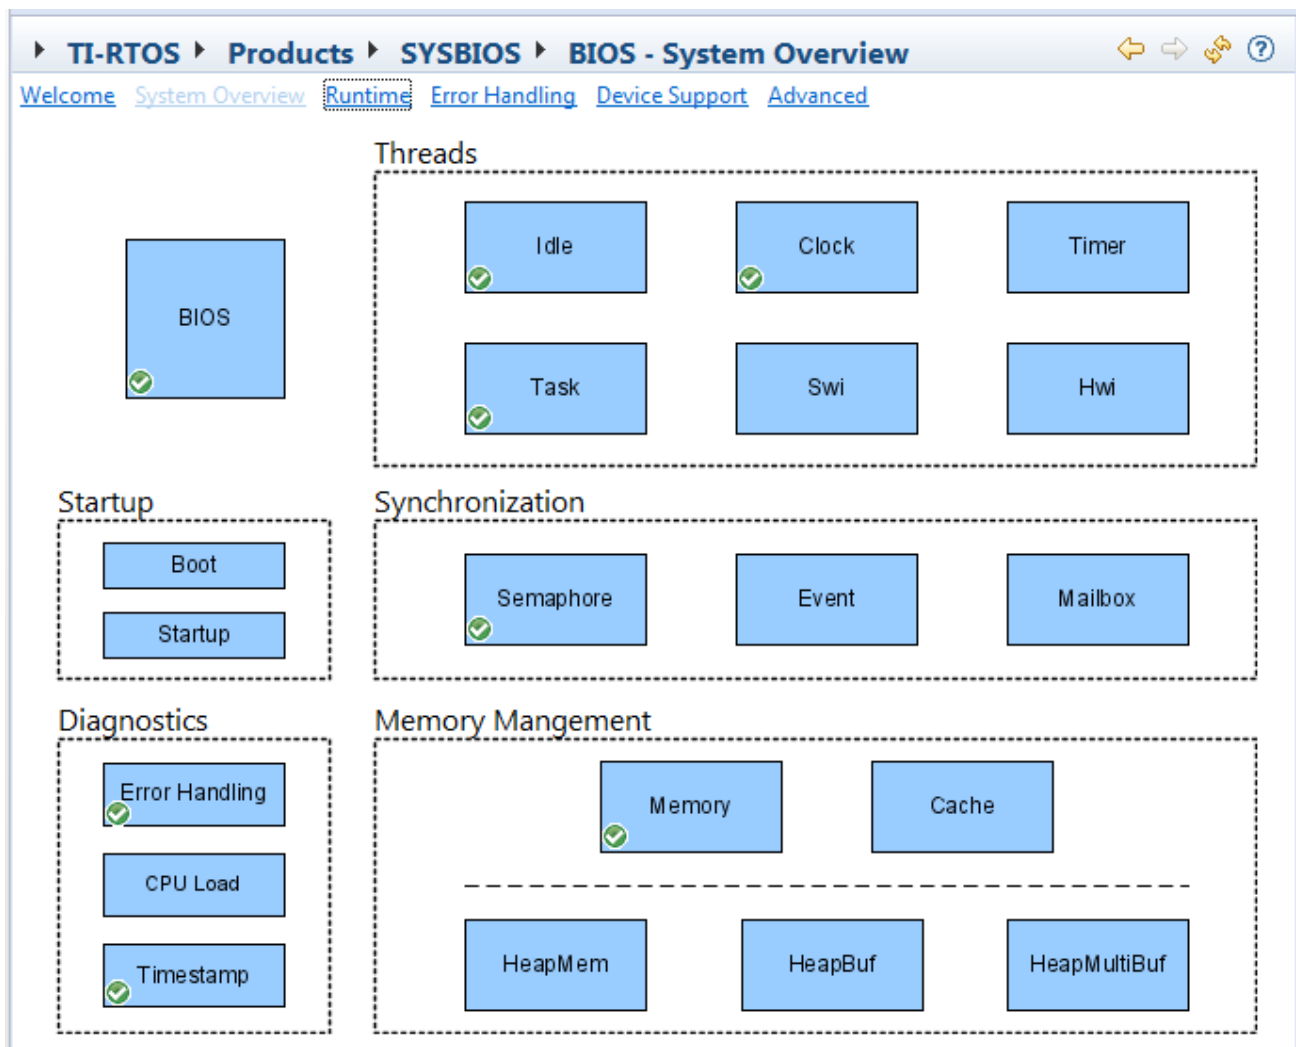 TI-RTOS Products SYSBIOS BIOS - System Overview
Welcome System Overview Runtime Error Handling Device Support Advanced
Threads
Idle Clock Timer
BIOS
Task Swi Hwi
Startup
Boot
Startup
Synchronization
Semaphore Event Mailbox
Diagnostics
Error Handling
CPU Load
Timestamp
Memory Mangement
Memory Cache
HeapMem HeapBuf HeapMultiBuf